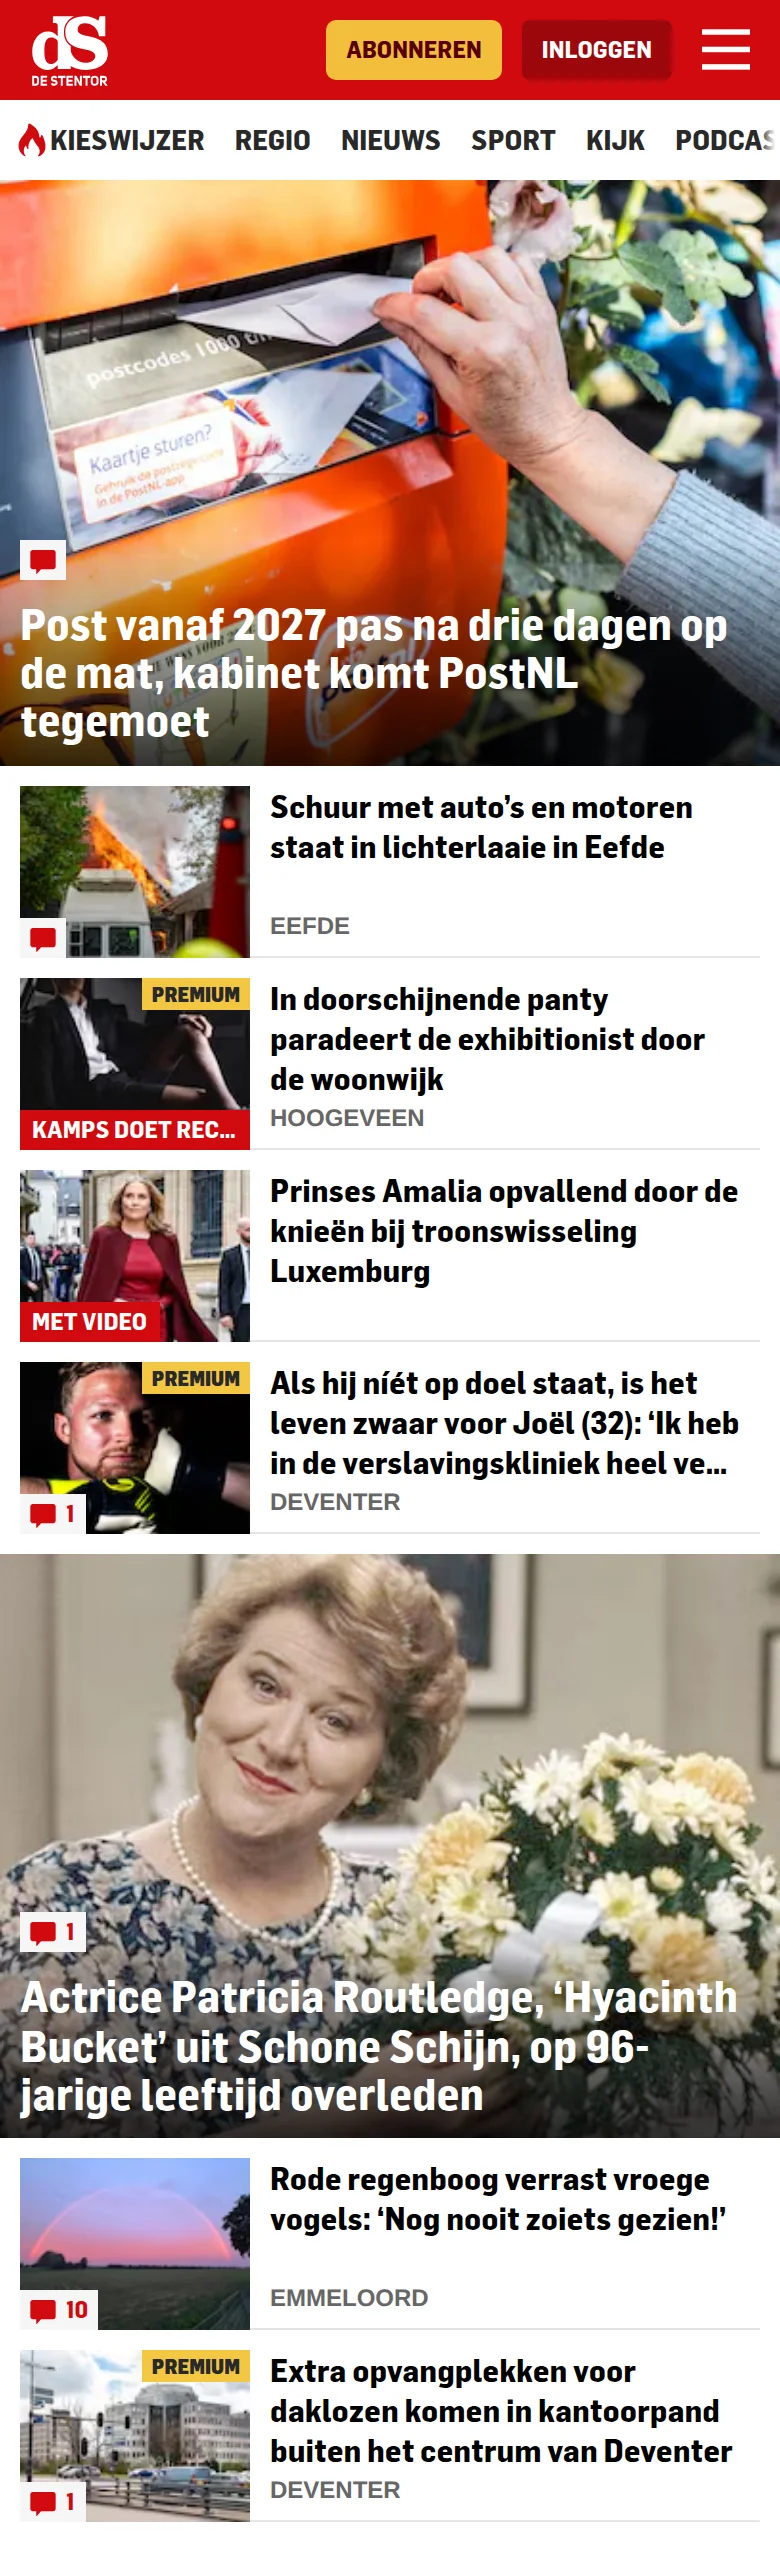 dS
DE STENTOR
ABONNEREN
INLOGGEN
KIESWIJZER REGIO NIEUWS SPORT KIJK PODCAS
postcodes 1000 t/m
Kaartje sturen?
Gebruik de postzegelcode
in de PostNL-app
Post vanaf 2027 pas na drie dagen op
de mat, kabinet komt PostNL
tegemoet
Schuur met auto’s en motoren
staat in lichterlaaie in Eefde
EEFDE
PREMIUM
KAMPS DOET REC...
In doorschijnende panty
paradeert de exhibitionist door
de woonwijk
HOOGEVEEN
MET VIDEO
Prinses Amalia opvallend door de
knieën bij troonswisseling
Luxemburg
PREMIUM
1
Als hij níét op doel staat, is het
leven zwaar voor Joël (32): ‘Ik heb
in de verslavingskliniek heel ve...
DEVENTER
1
Actrice Patricia Routledge, ‘Hyacinth
Bucket’ uit Schone Schijn, op 96-
jarige leeftijd overleden
10
Rode regenboog verrast vroege
vogels: ‘Nog nooit zoiets gezien!’
EMMELOORD
PREMIUM
1
Extra opvangplekken voor
daklozen komen in kantoorpand
buiten het centrum van Deventer
DEVENTER